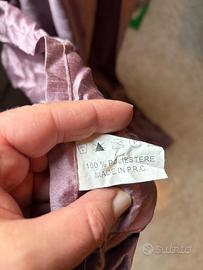 100% POLIESTERE
MADE IN P.R.C.
Subito